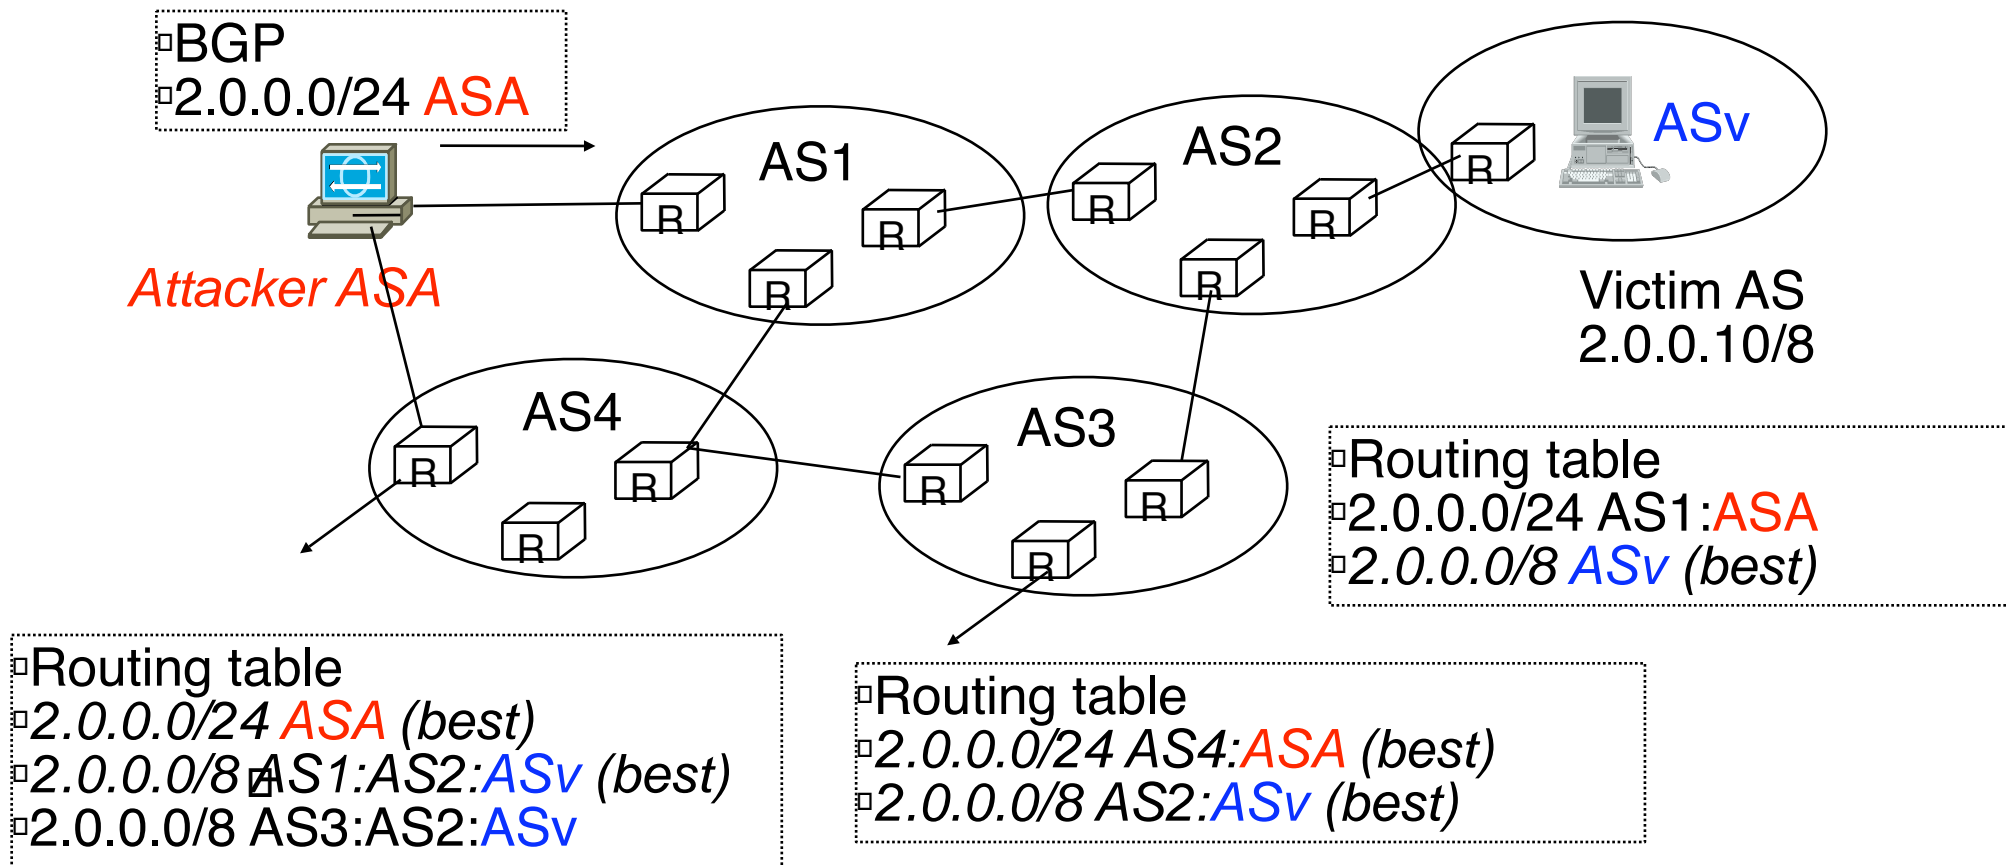 BGP
2.0.0.0/24 ASA
Attacker ASA
AS1
R
R
R
AS2
R
R
R
ASv
R
Victim AS
2.0.0.10/8
AS4
R
R
R
AS3
R
R
R
Routing table
2.0.0.0/24 AS1:ASA
2.0.0.0/8 ASv (best)
Routing table
2.0.0.0/24 ASA (best)
2.0.0.0/8 AS1:AS2:ASv (best)
2.0.0.0/8 AS3:AS2:ASv
Routing table
2.0.0.0/24 AS4:ASA (best)
2.0.0.0/8 AS2:ASv (best)